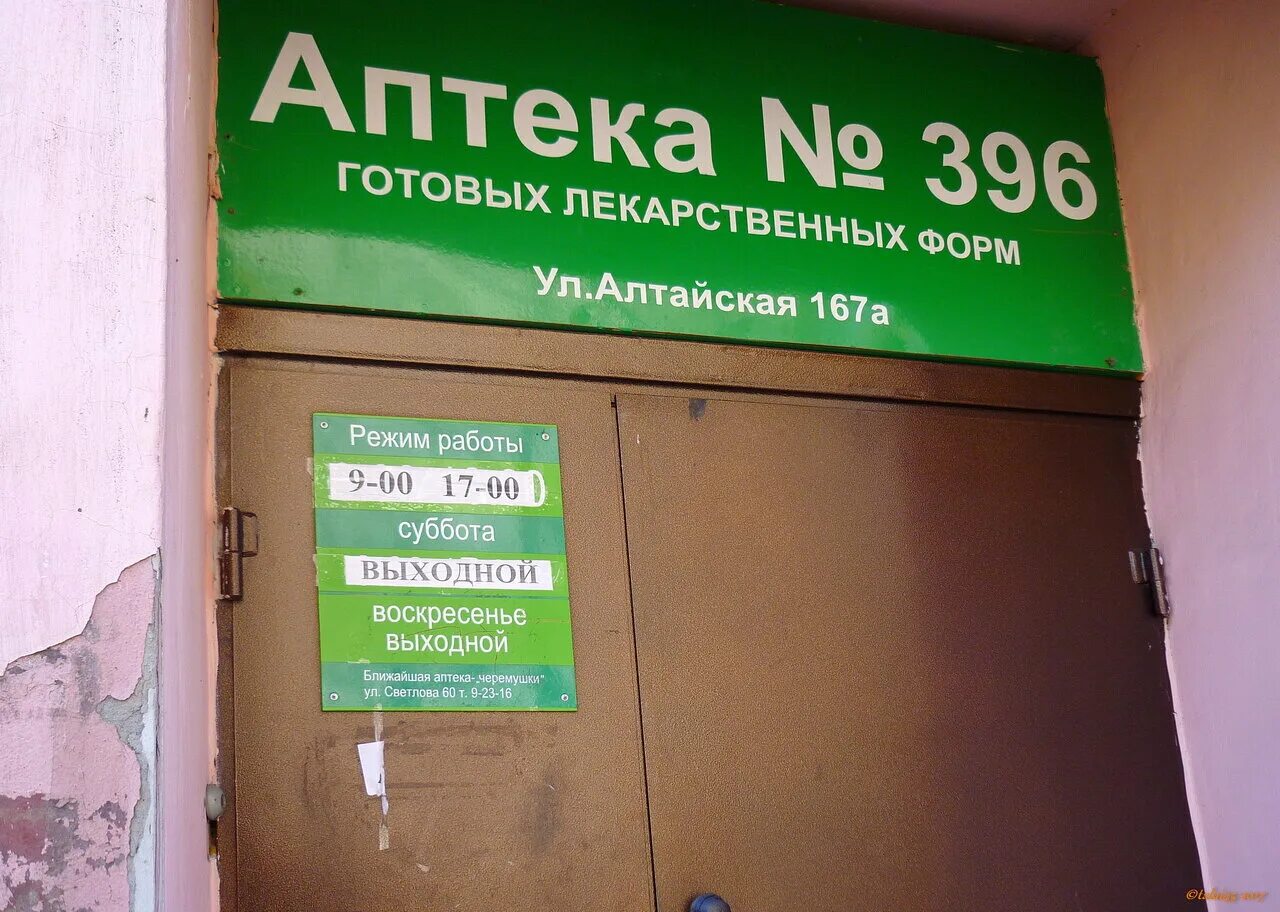 Аптека № 396
ГОТОВЫХ ЛЕКАРСТВЕННЫХ ФОРМ
Ул.Алтайская 167а
Режим работы
9-00 17-00
суббота
ВЫХОДНОЙ
воскресенье
выходной
Ближайшая аптека-„черемушки"
ул. Светлова 60 т. 9-23-16